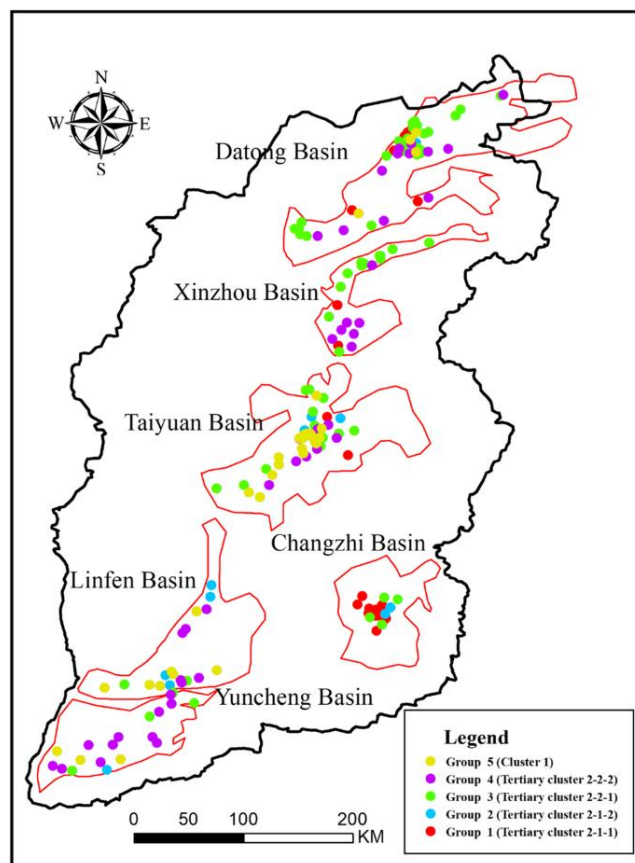 N
W E
S
Datong Basin
Xinzhou Basin
Taiyuan Basin
Changzhi Basin
Linfen Basin
Yuncheng Basin
Legend
Group 5 (Cluster 1)
Group 4 (Tertiary cluster 2-2-2)
Group 3 (Tertiary cluster 2-2-1)
Group 2 (Tertiary cluster 2-1-2)
Group 1 (Tertiary cluster 2-1-1)
0 50 100 200
KM